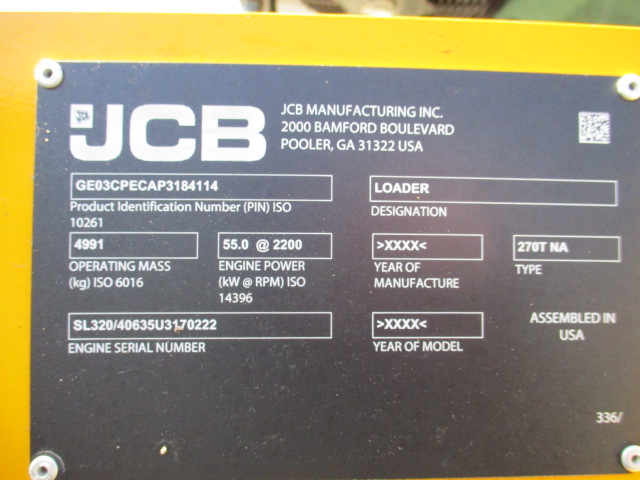 JCB
JCB
JCB MANUFACTURING INC.
2000 BAMFORD BOULEVARD
POOLER, GA 31322 USA
GE03CPECAP3184114
Product Identification Number (PIN) ISO
10261
LOADER
DESIGNATION
4991
OPERATING MASS
(kg) ISO 6016
55.0 @ 2200
ENGINE POWER
(kW @ RPM) ISO
14396
>XXXX<
YEAR OF
MANUFACTURE
270T NA
TYPE
SL320/40635U3170222
ENGINE SERIAL NUMBER
>XXXX<
YEAR OF MODEL
ASSEMBLED IN
USA
336/